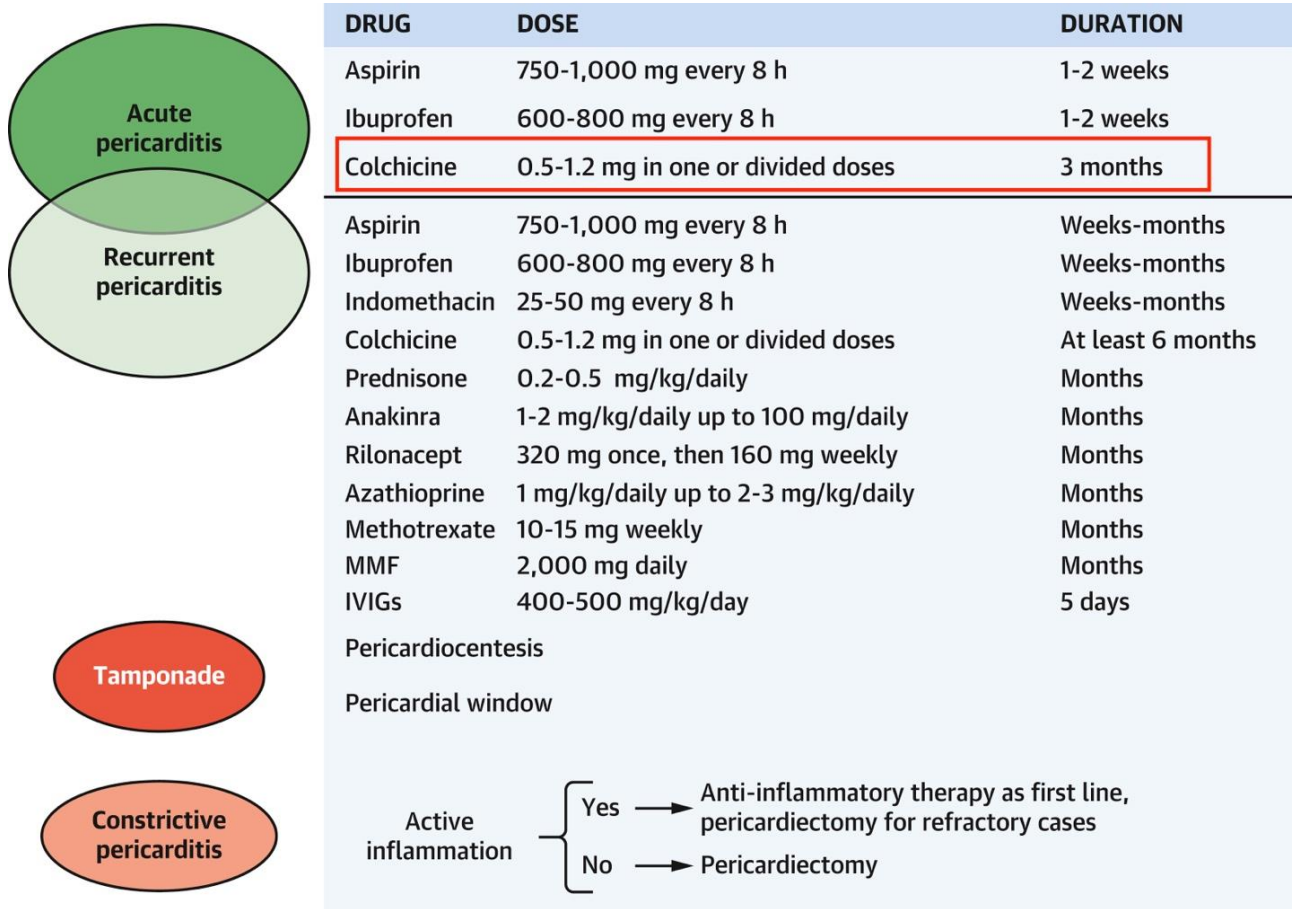 DRUG DOSE DURATION
Acute
pericarditis
Aspirin 750-1,000 mg every 8 h 1-2 weeks
Ibuprofen 600-800 mg every 8 h 1-2 weeks
Colchicine 0.5-1.2 mg in one or divided doses 3 months
Recurrent
pericarditis
Aspirin 750-1,000 mg every 8 h Weeks-months
Ibuprofen 600-800 mg every 8 h Weeks-months
Indomethacin 25-50 mg every 8 h Weeks-months
Colchicine 0.5-1.2 mg in one or divided doses At least 6 months
Prednisone 0.2-0.5 mg/kg/daily Months
Anakinra 1-2 mg/kg/daily up to 100 mg/daily Months
Rilonacept 320 mg once, then 160 mg weekly Months
Azathioprine 1 mg/kg/daily up to 2-3 mg/kg/daily Months
Methotrexate 10-15 mg weekly Months
MMF 2,000 mg daily Months
IVIGs 400-500 mg/kg/day 5 days
Tamponade
Pericardiocentesis
Pericardial window
Constrictive
pericarditis
Active
inflammation
Yes
Anti-inflammatory therapy as first line,
pericardiectomy for refractory cases
No
Pericardiectomy